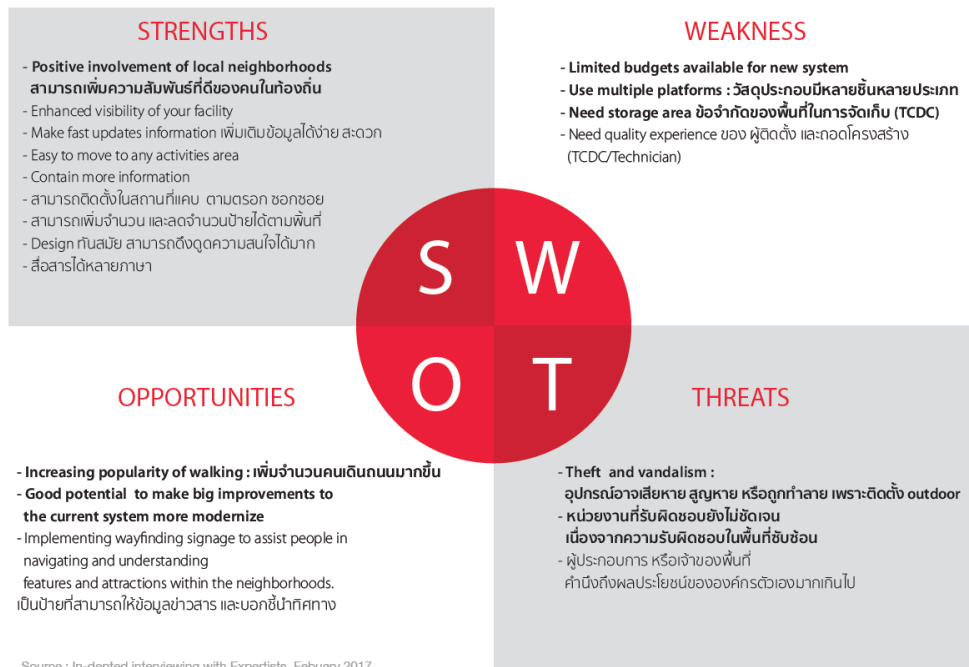 STRENGTHS
- Positive involvement of local neighborhoods
สามารถเพิ่มความสัมพันธ์ที่ดีของคนในท้องถิ่น
- Enhanced visibility of your facility
- Make fast updates information เพิ่มเติมข้อมูลได้ง่าย สะดวก
- Easy to move to any activities area
- Contain more information
- สามารถติดตั้งในสถานที่แคบ ตามตรอก ซอกซอย
- สามารถเพิ่มจำนวน และลดจำนวนป้ายได้ตามพื้นที่
- Design ทันสมัย สามารถดึงดูดความสนใจได้มาก
- สื่อสารได้หลายภาษา
WEAKNESS
- Limited budgets available for new system
- Use multiple platforms : วัสดุประกอบมีหลายชิ้นหลายประเภท
- Need storage area ข้อจำกัดของพื้นที่ในการจัดเก็บ (TCDC)
- Need quality experience ของ ผู้ติดตั้ง และถอดโครงสร้าง
(TCDC/Technician)
S W
O T
OPPORTUNITIES
- Increasing popularity of walking : เพิ่มจำนวนคนเดินถนนมากขึ้น
- Good potential to make big improvements to
the current system more modernize
- Implementing wayfinding signage to assist people in
navigating and understanding
features and attractions within the neighborhoods.
เป็นป้ายที่สามารถให้ข้อมูลข่าวสาร และบอกชี้นำทิศทาง
THREATS
- Theft and vandalism :
อุปกรณ์อาจเสียหาย สูญหาย หรือถูกทำลาย เพราะติดตั้ง outdoor
- หน่วยงานที่รับผิดชอบยังไม่ชัดเจน
เนื่องจากความรับผิดชอบในพื้นที่ซับซ้อน
- ผู้ประกอบการ หรือเจ้าของพื้นที่
คำนึงถึงผลประโยชน์ขององค์กรตัวเองมากเกินไป
Source : In-depted interviewing with Expertists, Febuary 2017